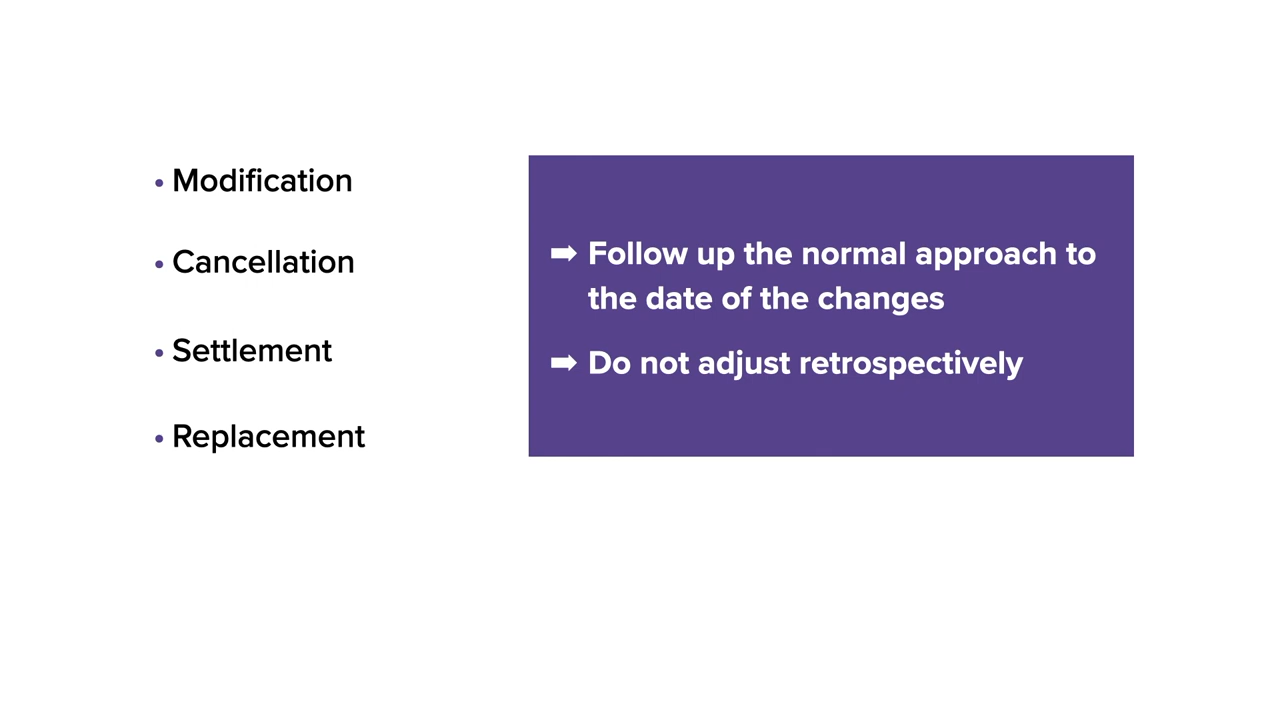 • Modification
• Cancellation
• Settlement
• Replacement
➡ Follow up the normal approach to
the date of the changes
➡ Do not adjust retrospectively